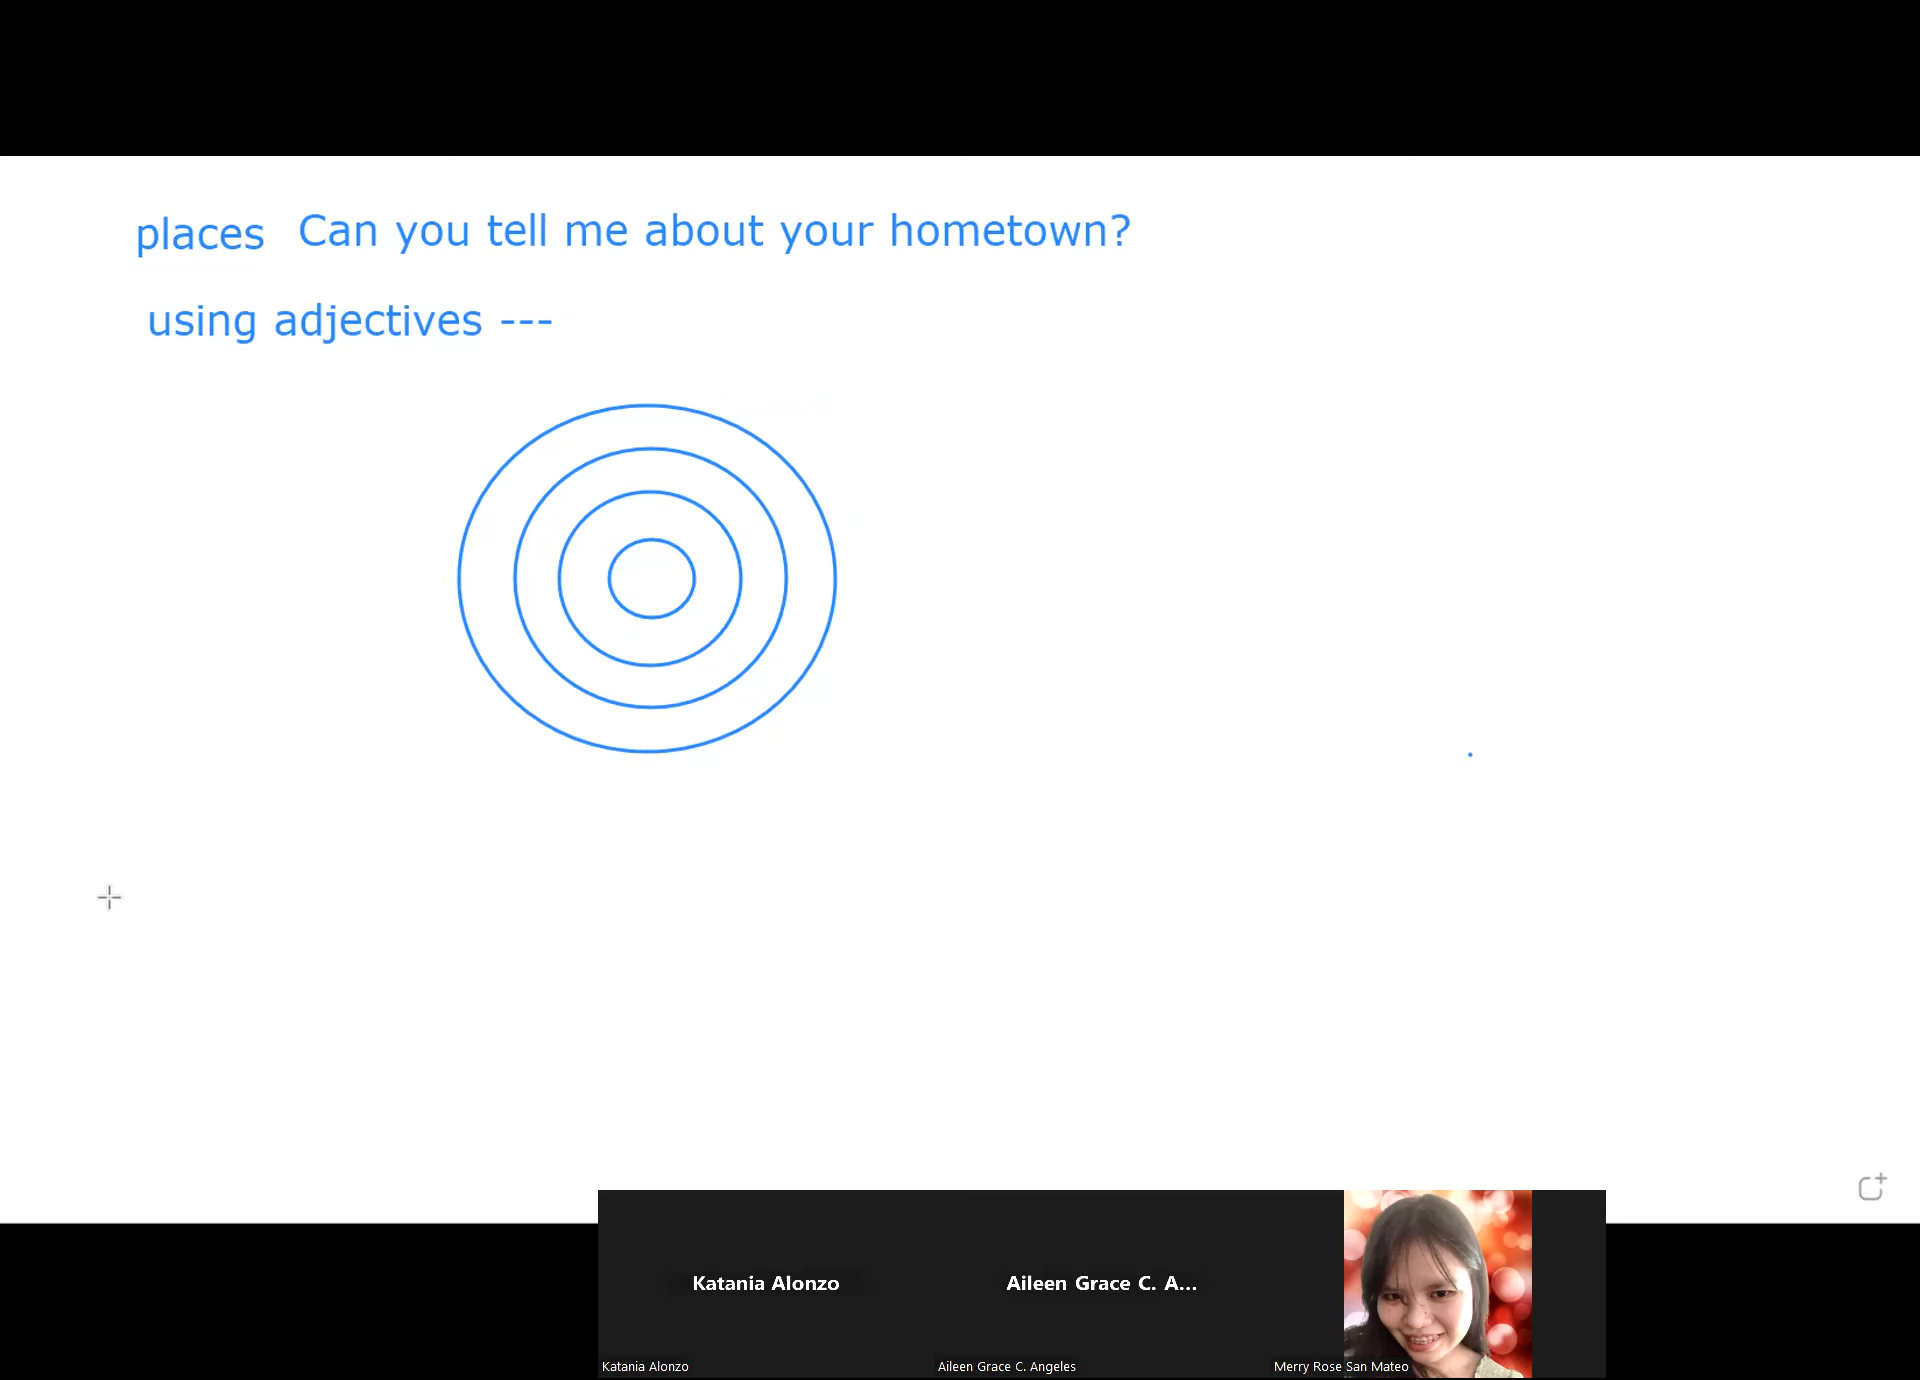 places Can you tell me about your hometown?
using adjectives ---
Katania Alonzo
Aileen Grace C. A...
Katania Alonzo
Aileen Grace C. Angeles
Merry Rose San Mateo